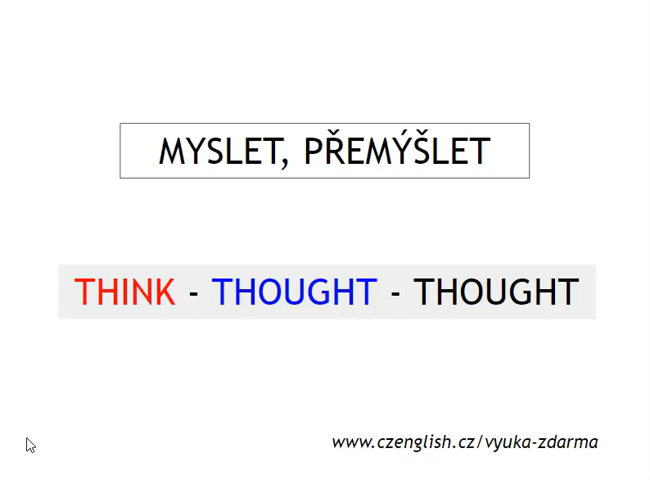 MYSLET, PŘEMÝŠLET
THINK - THOUGHT - THOUGHT
www.czenglish.cz/vyuka-zdarma